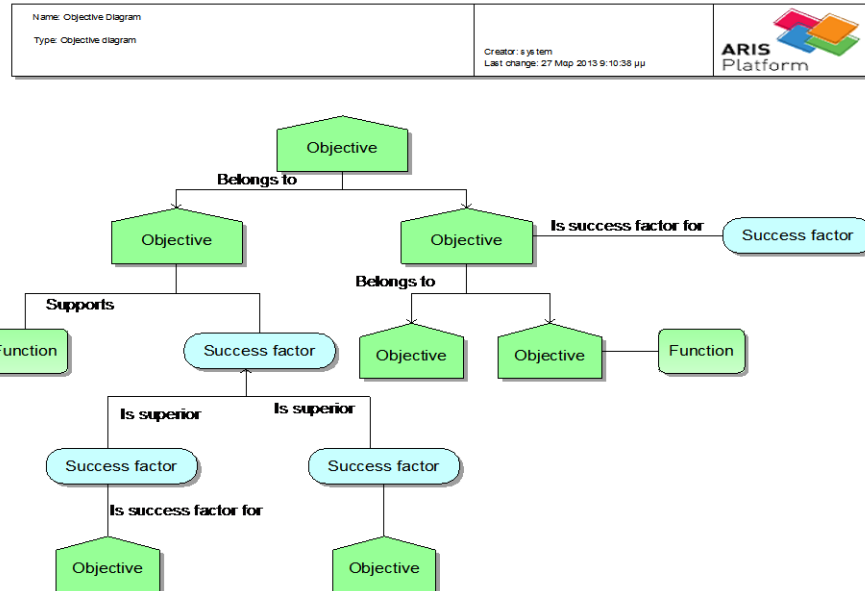 Name: Objective Diagram
Type: Objective diagram
Creator: system
Last change: 27 Μαρ 2013 9:10:38 μμ
ARIS
Platform
Objective
Belongs to
Objective
Objective
Is success factor for
Success factor
Belongs to
Supports
Function
Success factor
Objective
Objective
Function
Is superior
Is superior
Success factor
Success factor
Is success factor for
Objective
Objective